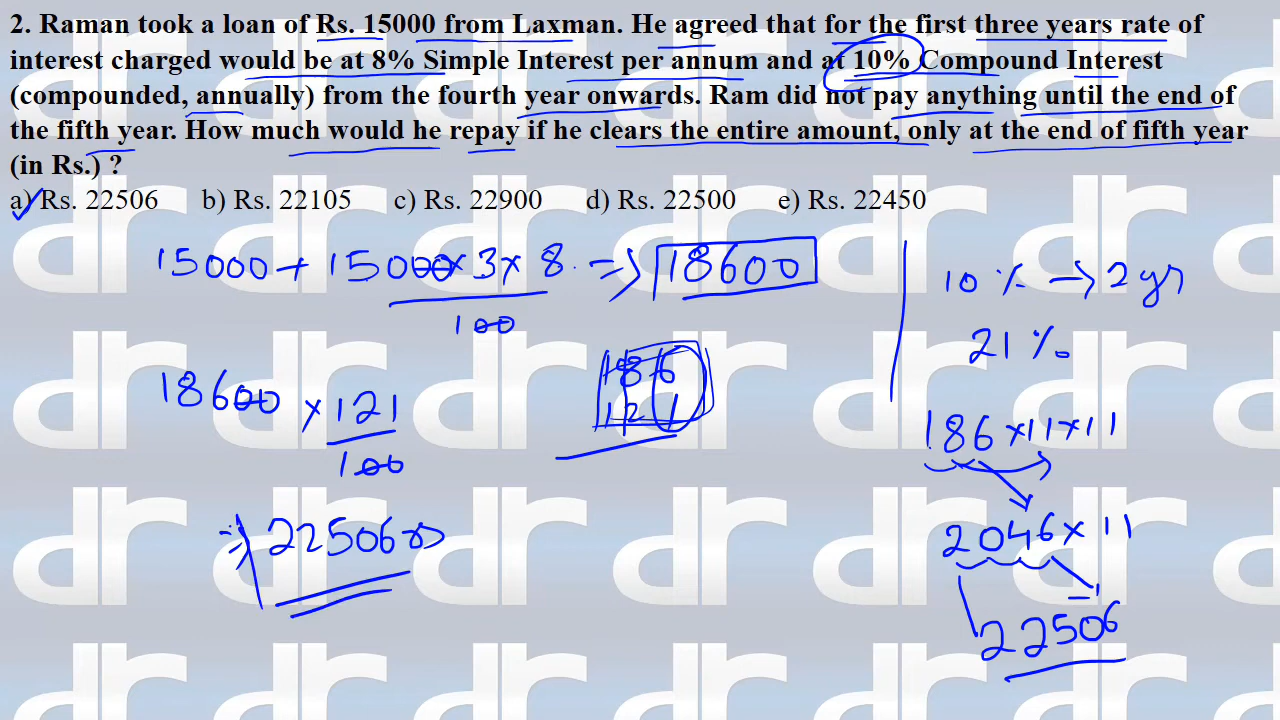 2. Raman took a loan of Rs. 15000 from Laxman. He agreed that for the first three years rate of
interest charged would be at 8% Simple Interest per annum and at 10% Compound Interest
(compounded, annually) from the fourth year onwards. Ram did not pay anything until the end of
the fifth year. How much would he repay if he clears the entire amount, only at the end of fifth year
(in Rs.) ?
a) Rs. 22506 b) Rs. 22105 c) Rs. 22900 d) Rs. 22500 e) Rs. 22450
15000 + 15000 × 3 × 8 ⇒ 18600
100
18600 × 121
100
⇒ 22506
186
121
10 % → 2 yr
21 %
186 × 11 × 11
2046 × 11
22506
dr